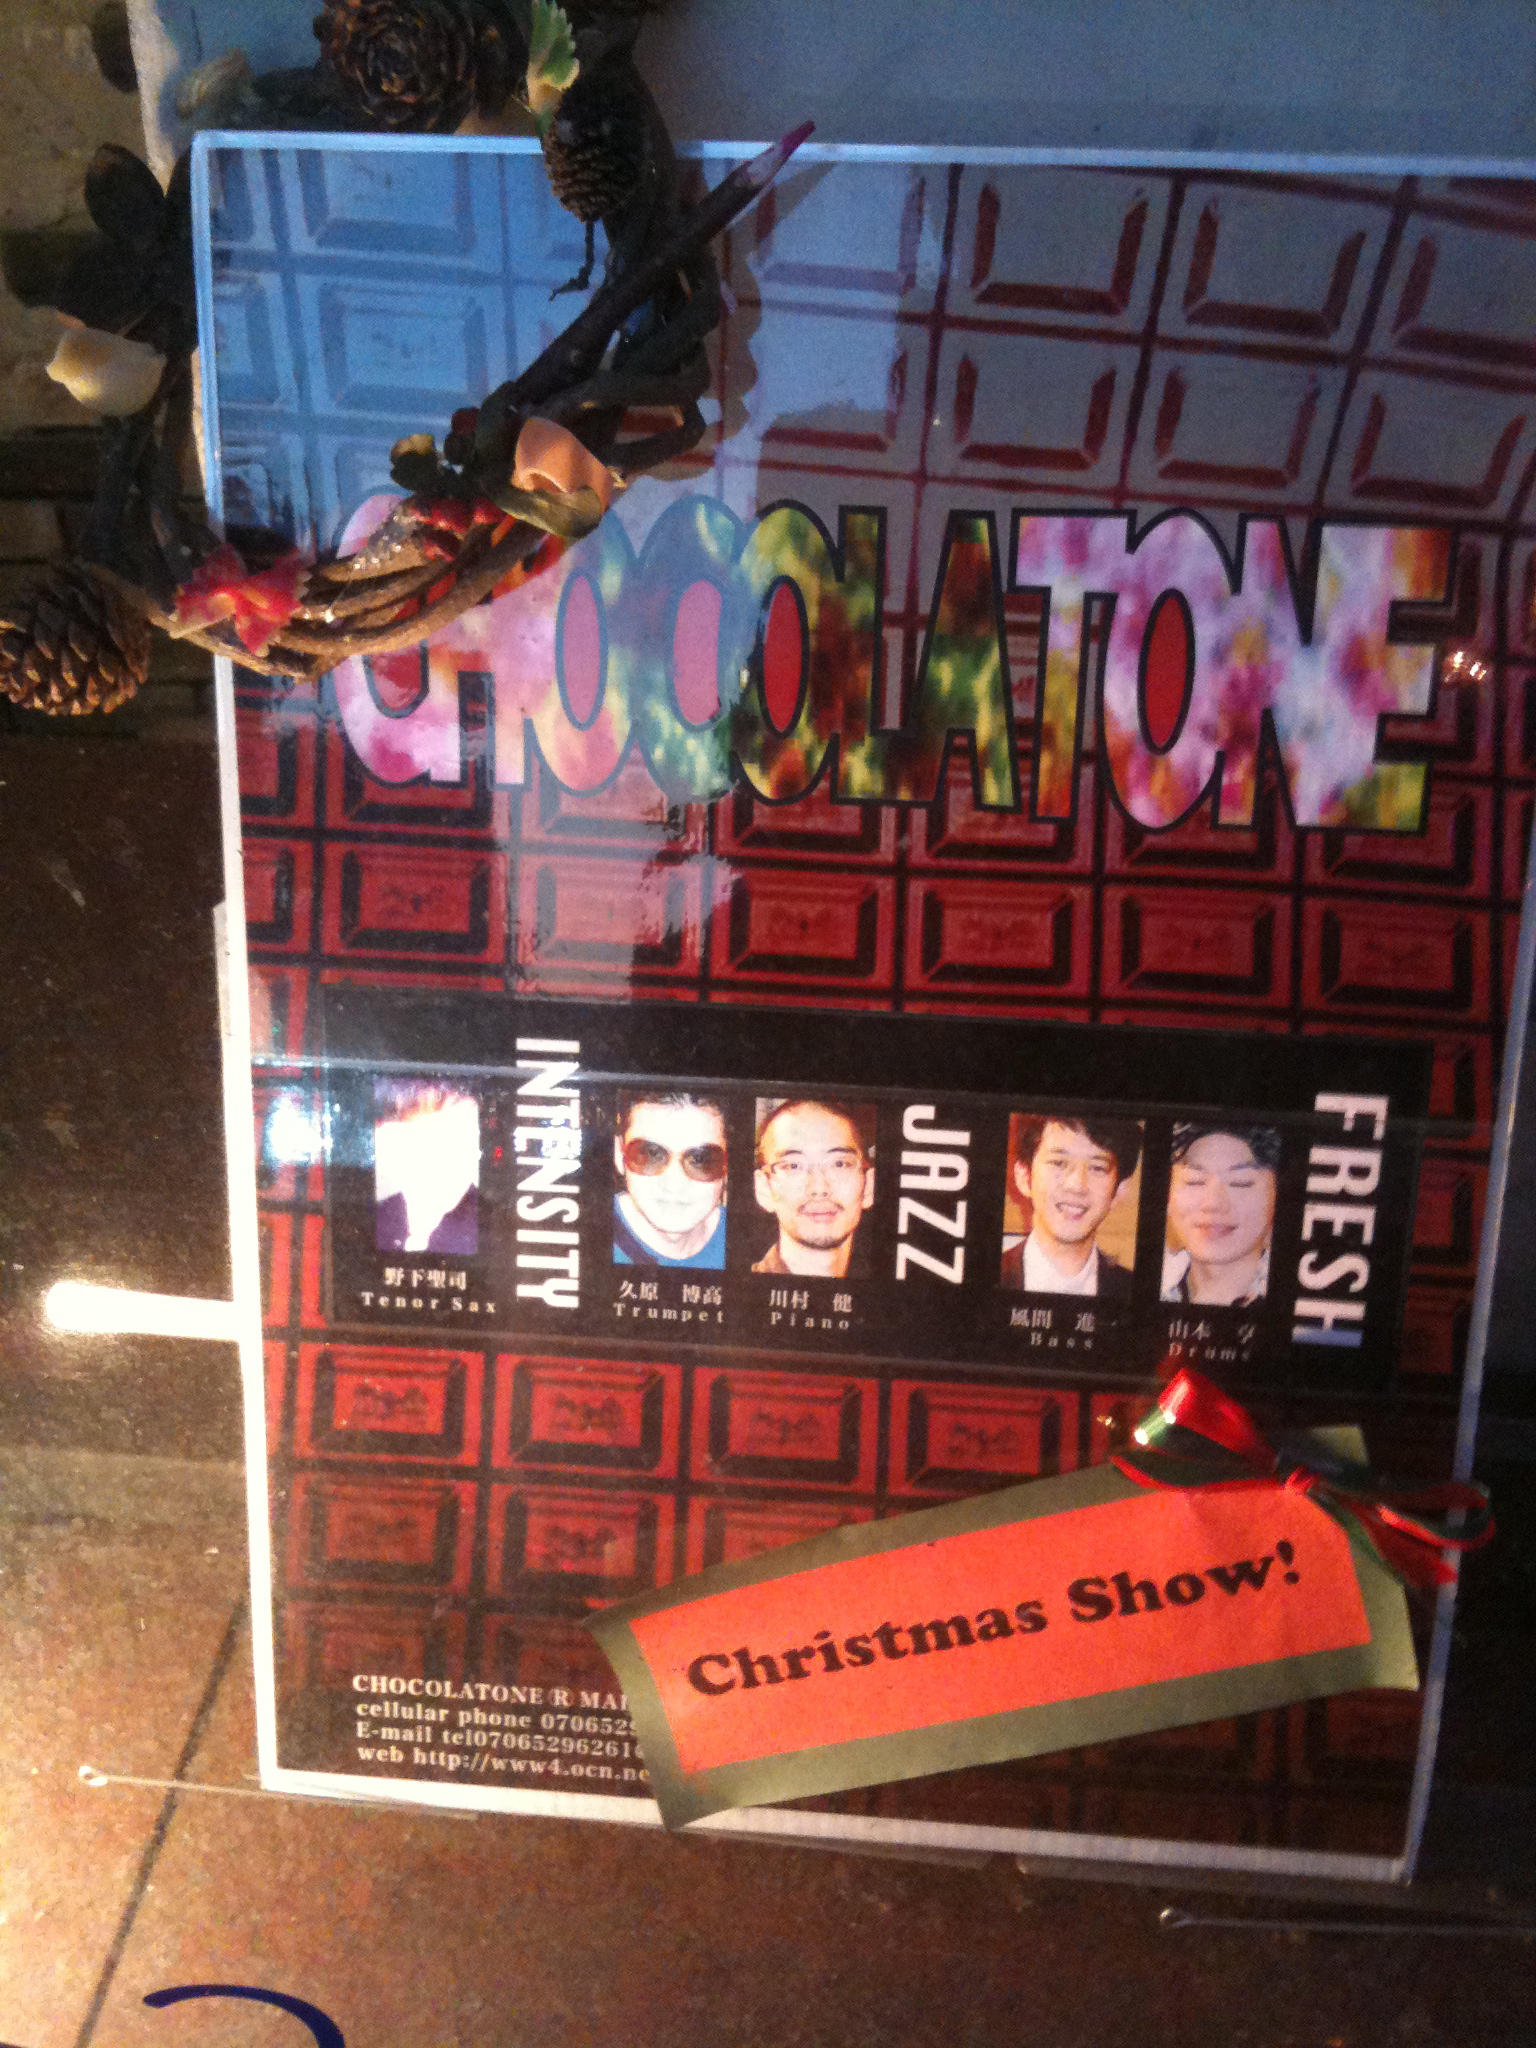 CHOCOLATONE
INTENSITY
JAZZ
FRESH
野下聖司
Tenor Sax
久原 博高
Trumpet
川村 健
Piano
風間 進一
Bass
山本 享
Drums
Christmas Show!
CHOCOLATONE® MAI
cellular phone 0706529
E-mail tel0706529626
web http://www4.ocn.ne